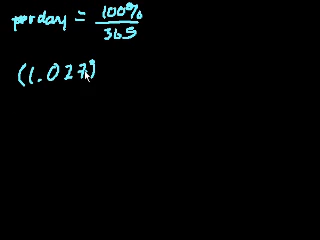 per day = 100% / 365
(1.027)